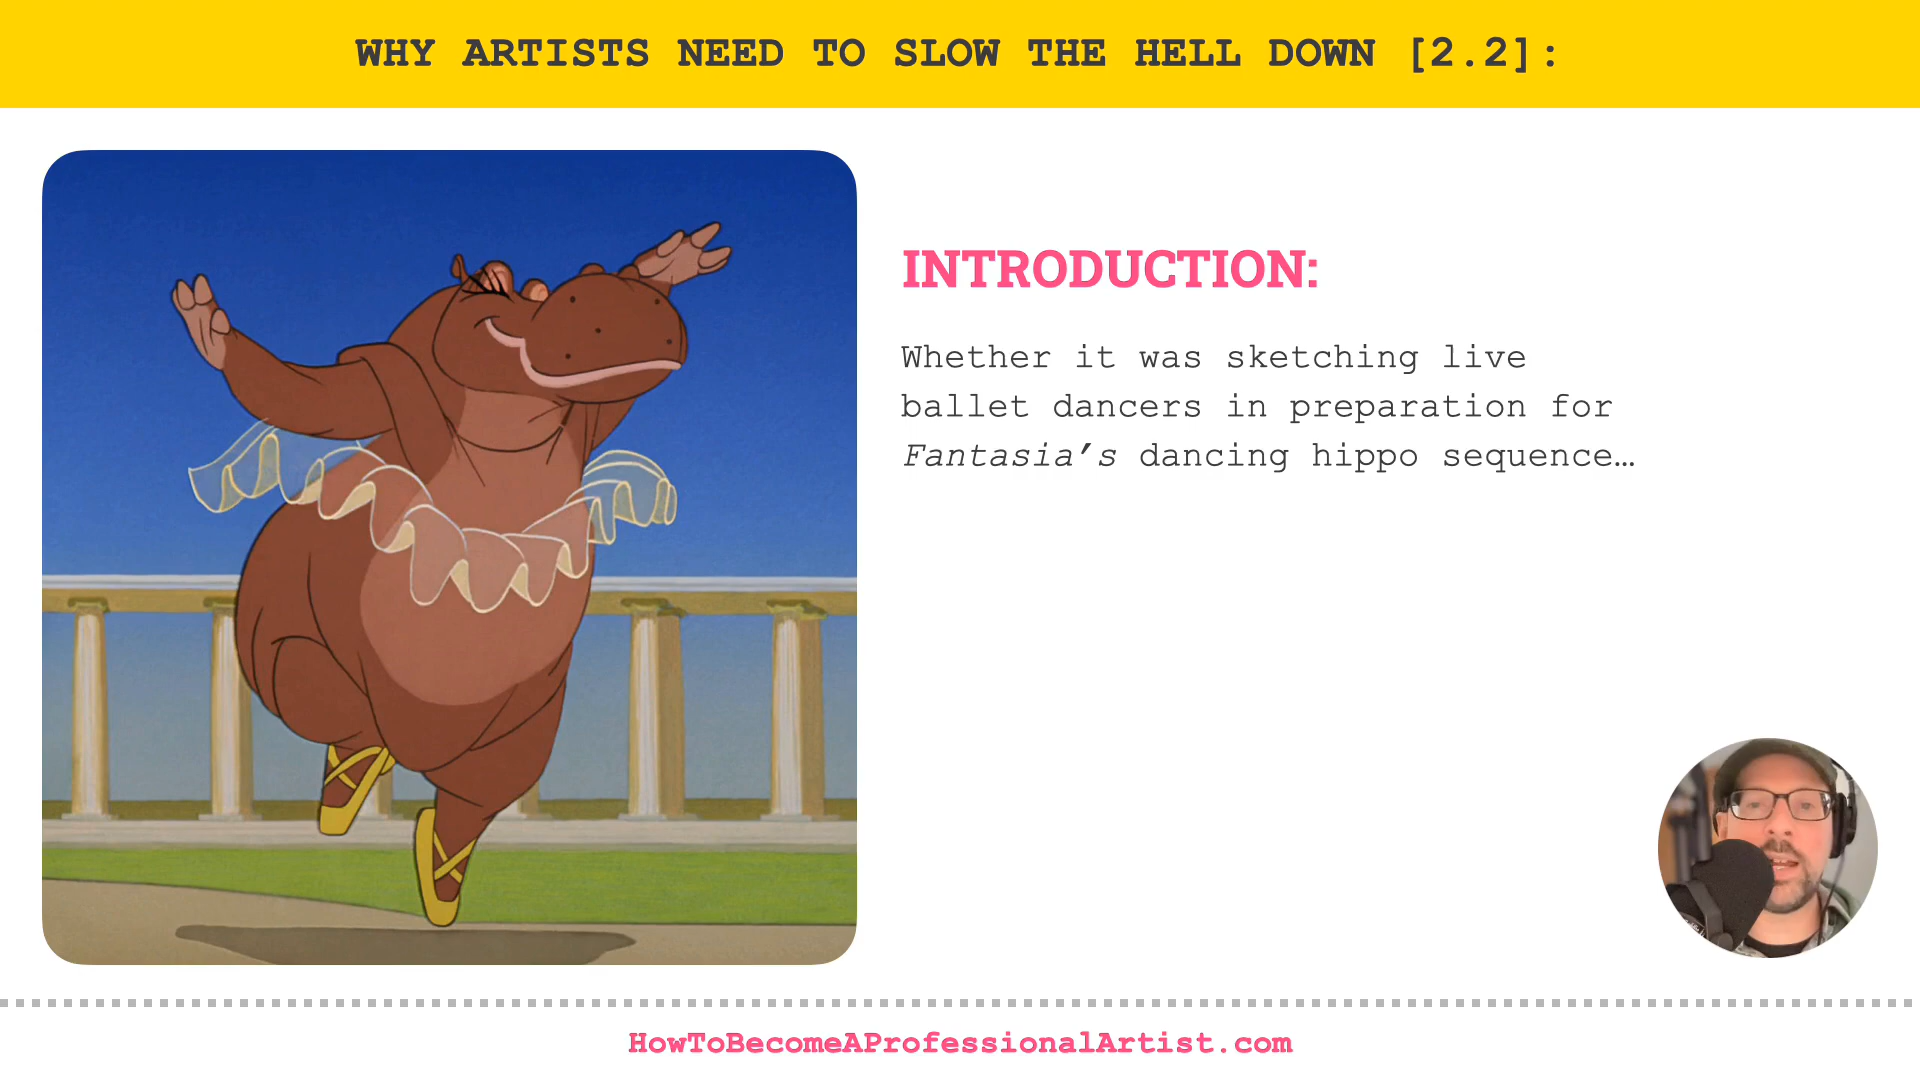 WHY ARTISTS NEED TO SLOW THE HELL DOWN [2.2]:
INTRODUCTION:
Whether it was sketching live
ballet dancers in preparation for
Fantasia’s dancing hippo sequence…
HowToBecomeAProfessionalArtist.com